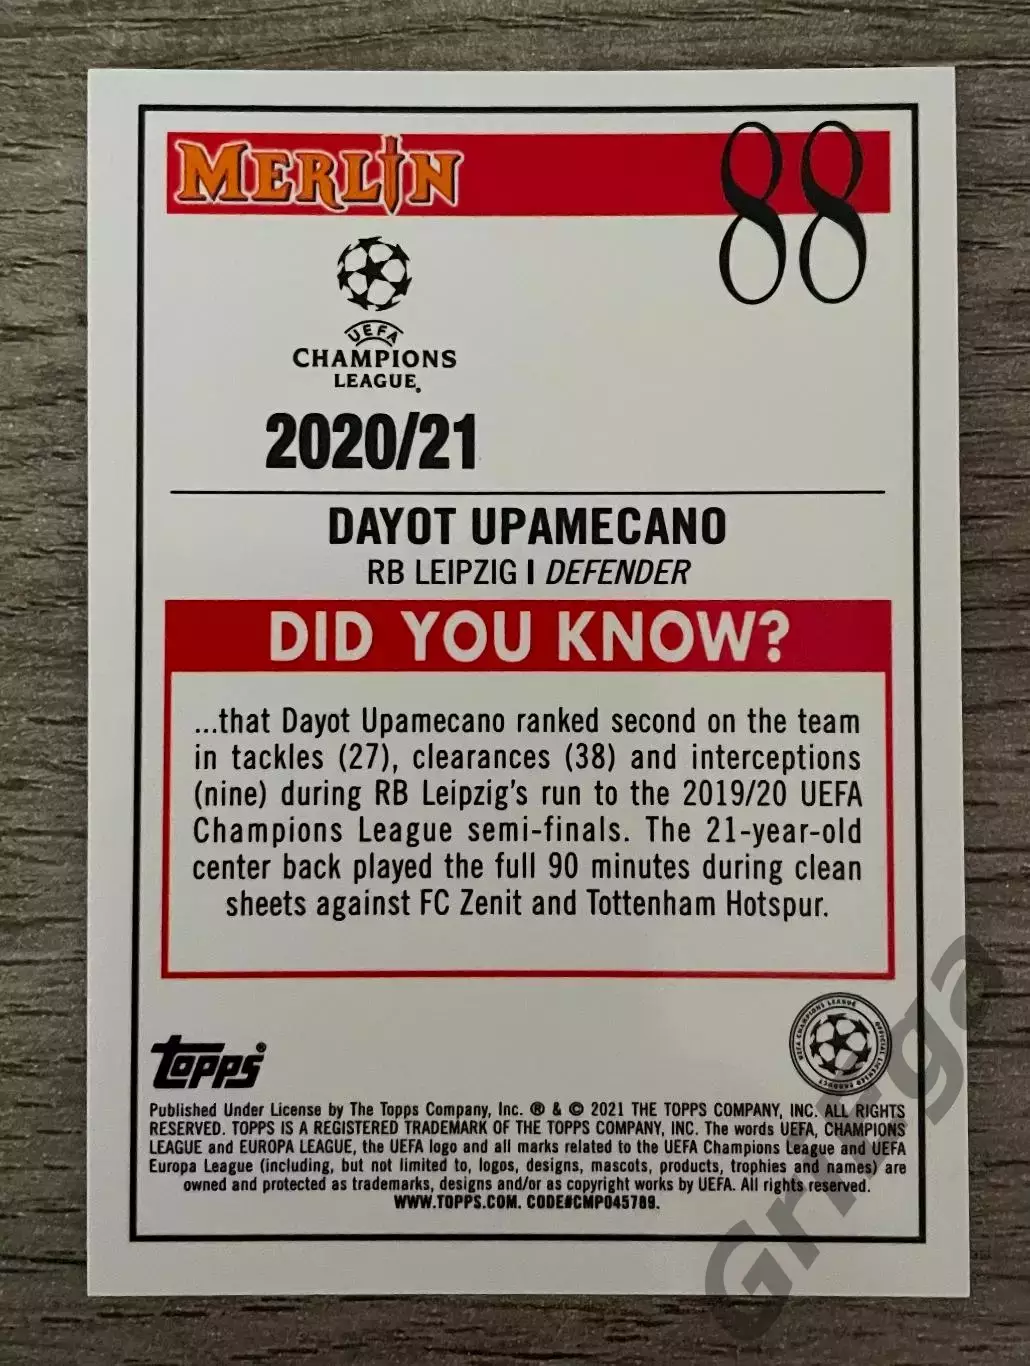 MERLIN
88
UEFA
CHAMPIONS
LEAGUE.
2020/21
DAYOT UPAMECANO
RB LEIPZIG | DEFENDER
DID YOU KNOW?
...that Dayot Upamecano ranked second on the team
in tackles (27), clearances (38) and interceptions
(nine) during RB Leipzig's run to the 2019/20 UEFA
Champions League semi-finals. The 21-year-old
center back played the full 90 minutes during clean
sheets against FC Zenit and Tottenham Hotspur.
UEFA CHAMPIONS LEAGUE
OFFICIAL LICENSED PRODUCT
TOPPS®
Published Under License by The Topps Company, Inc. ® & © 2021 THE TOPPS COMPANY, INC. ALL RIGHTS
RESERVED. TOPPS IS A REGISTERED TRADEMARK OF THE TOPPS COMPANY, INC. The words UEFA, CHAMPIONS
LEAGUE and EUROPA LEAGUE, the UEFA logo and all marks related to the UEFA Champions League and UEFA
Europa League (including, but not limited to, logos, designs, mascots, products, trophies and names) are
owned and protected as trademarks, designs and/or as copyright works by UEFA. All rights reserved.
WWW.TOPPS.COM. CODE#CMP045789.